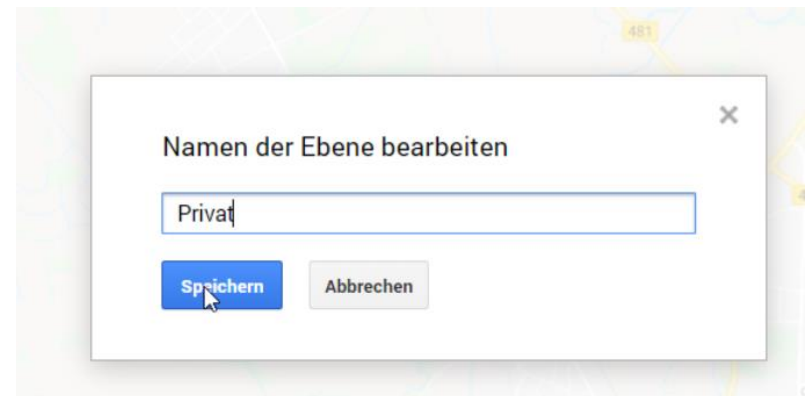 481
×
Namen der Ebene bearbeiten
Privat
Speichern Abbrechen